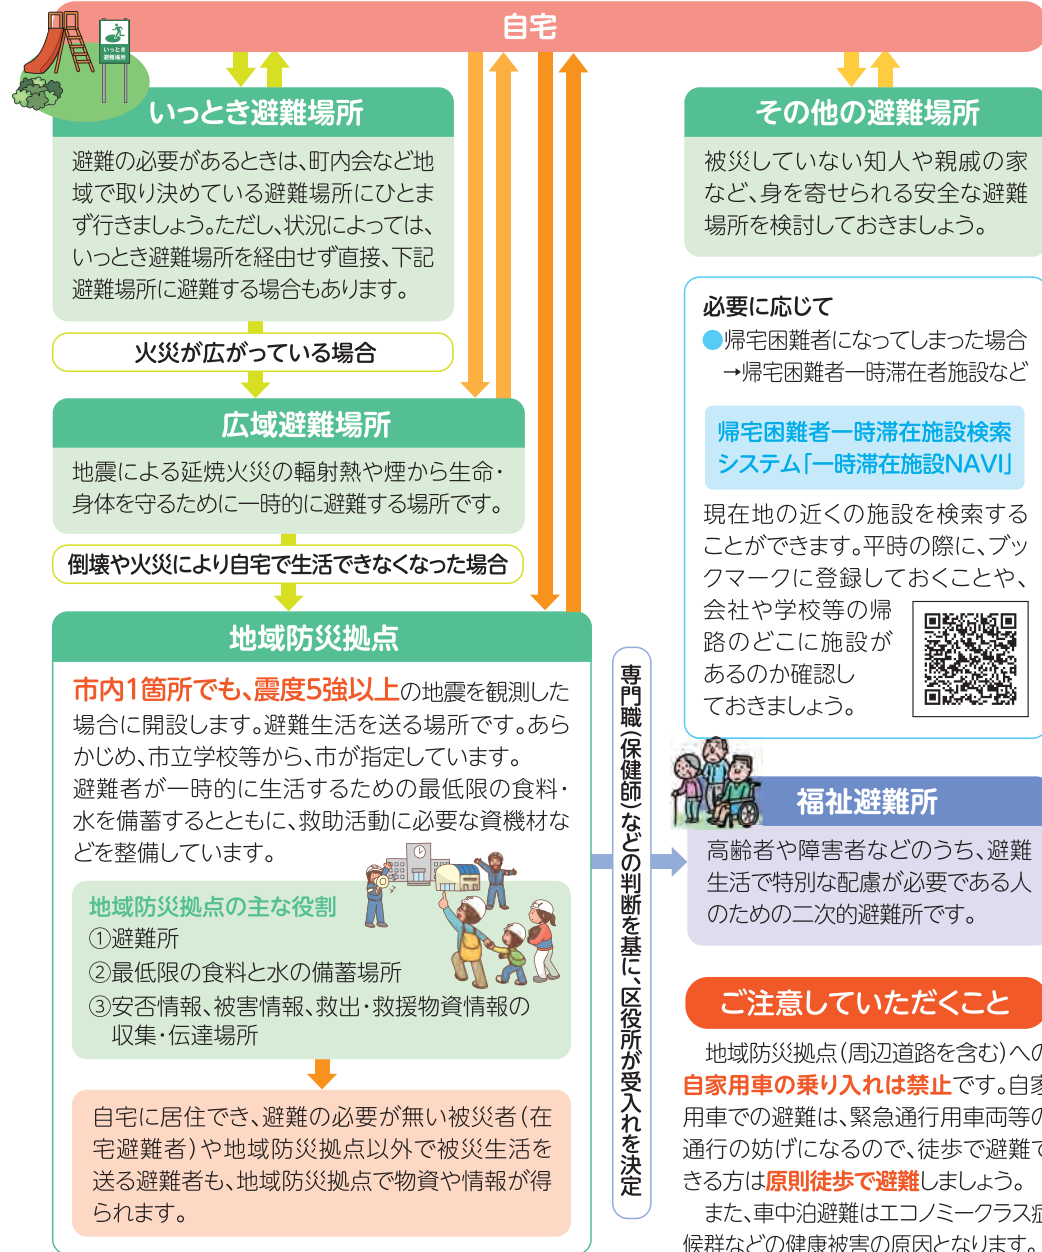 自宅
いっとき
避難場所
いっとき避難場所
避難の必要があるときは、町内会など地
域で取り決めている避難場所にひとま
ず行きましょう。ただし、状況によっては、
いっとき避難場所を経由せず直接、下記
避難場所に避難する場合もあります。
火災が広がっている場合
広域避難場所
地震による延焼火災の輻射熱や煙から生命・
身体を守るために一時的に避難する場所です。
倒壊や火災により自宅で生活できなくなった場合
地域防災拠点
市内1箇所でも、震度5強以上の地震を観測した
場合に開設します。避難生活を送る場所です。あら
かじめ、市立学校等から、市が指定しています。
避難者が一時的に生活するための最低限の食料・
水を備蓄するとともに、救助活動に必要な資機材な
どを整備しています。
地域防災拠点の主な役割
①避難所
②最低限の食料と水の備蓄場所
③安否情報、被害情報、救出・救援物資情報の
収集・伝達場所
自宅に居住でき、避難の必要が無い被災者(在
宅避難者)や地域防災拠点以外で被災生活を
送る避難者も、地域防災拠点で物資や情報が得
られます。
専門職(保健師)などの判断を基に、区役所が受入れを決定
その他の避難場所
被災していない知人や親戚の家
など、身を寄せられる安全な避難
場所を検討しておきましょう。
必要に応じて
●帰宅困難者になってしまった場合
→帰宅困難者一時滞在者施設など
帰宅困難者一時滞在施設検索
システム「一時滞在施設NAVI」
現在地の近くの施設を検索する
ことができます。平時の際に、ブッ
クマークに登録しておくことや、
会社や学校等の帰
路のどこに施設が
あるのか確認し
ておきましょう。
福祉避難所
高齢者や障害者などのうち、避難
生活で特別な配慮が必要である人
のための二次的避難所です。
ご注意していただくこと
地域防災拠点(周辺道路を含む)への
自家用車の乗り入れは禁止です。自家
用車での避難は、緊急通行用車両等の
通行の妨げになるので、徒歩で避難で
きる方は原則徒歩で避難しましょう。
また、車中泊避難はエコノミークラス症
候群などの健康被害の原因となります。